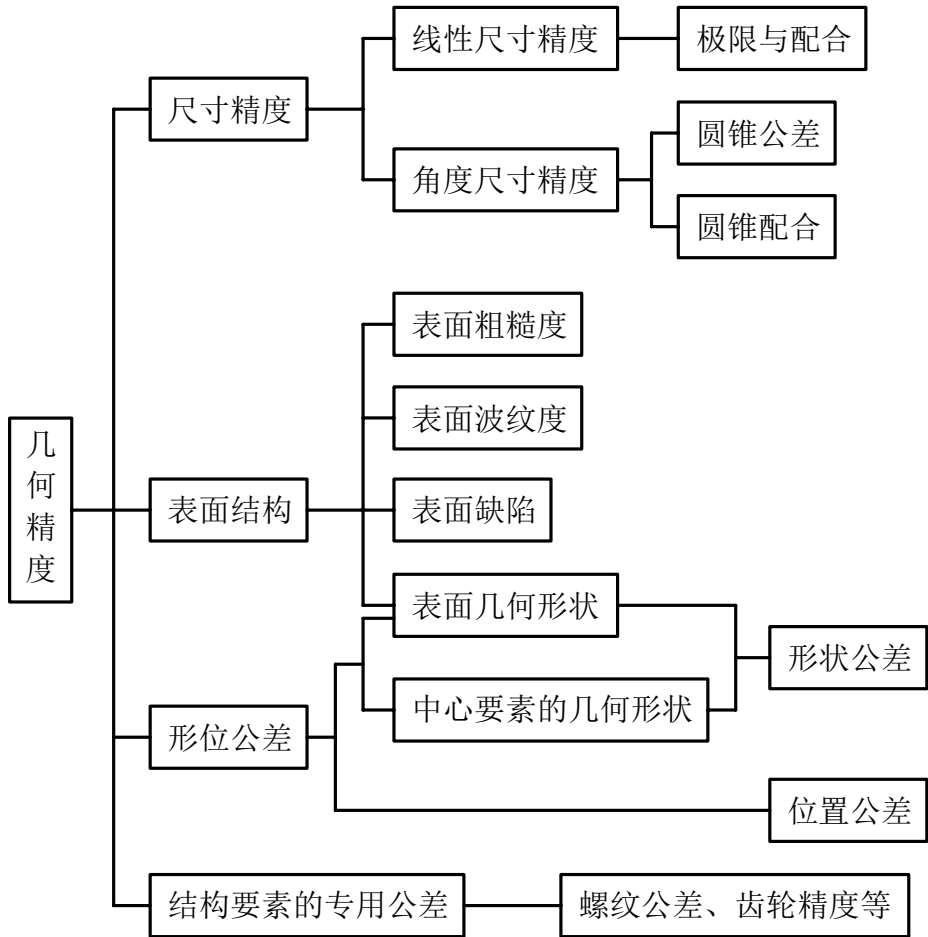 线性尺寸精度
极限与配合
尺寸精度
圆锥公差
角度尺寸精度
圆锥配合
表面粗糙度
表面波纹度
几何精度
表面结构
表面缺陷
表面几何形状
形状公差
中心要素的几何形状
形位公差
位置公差
结构要素的专用公差
螺纹公差、齿轮精度等